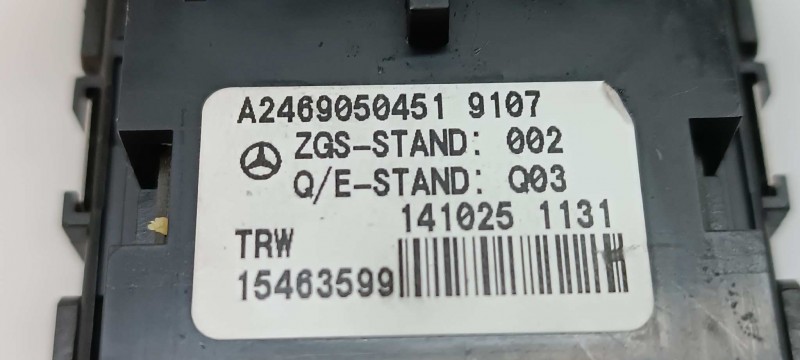 A2469050451 9107
ZGS-STAND: 002
Q/E-STAND: Q03
141025 1131
TRW
15463599